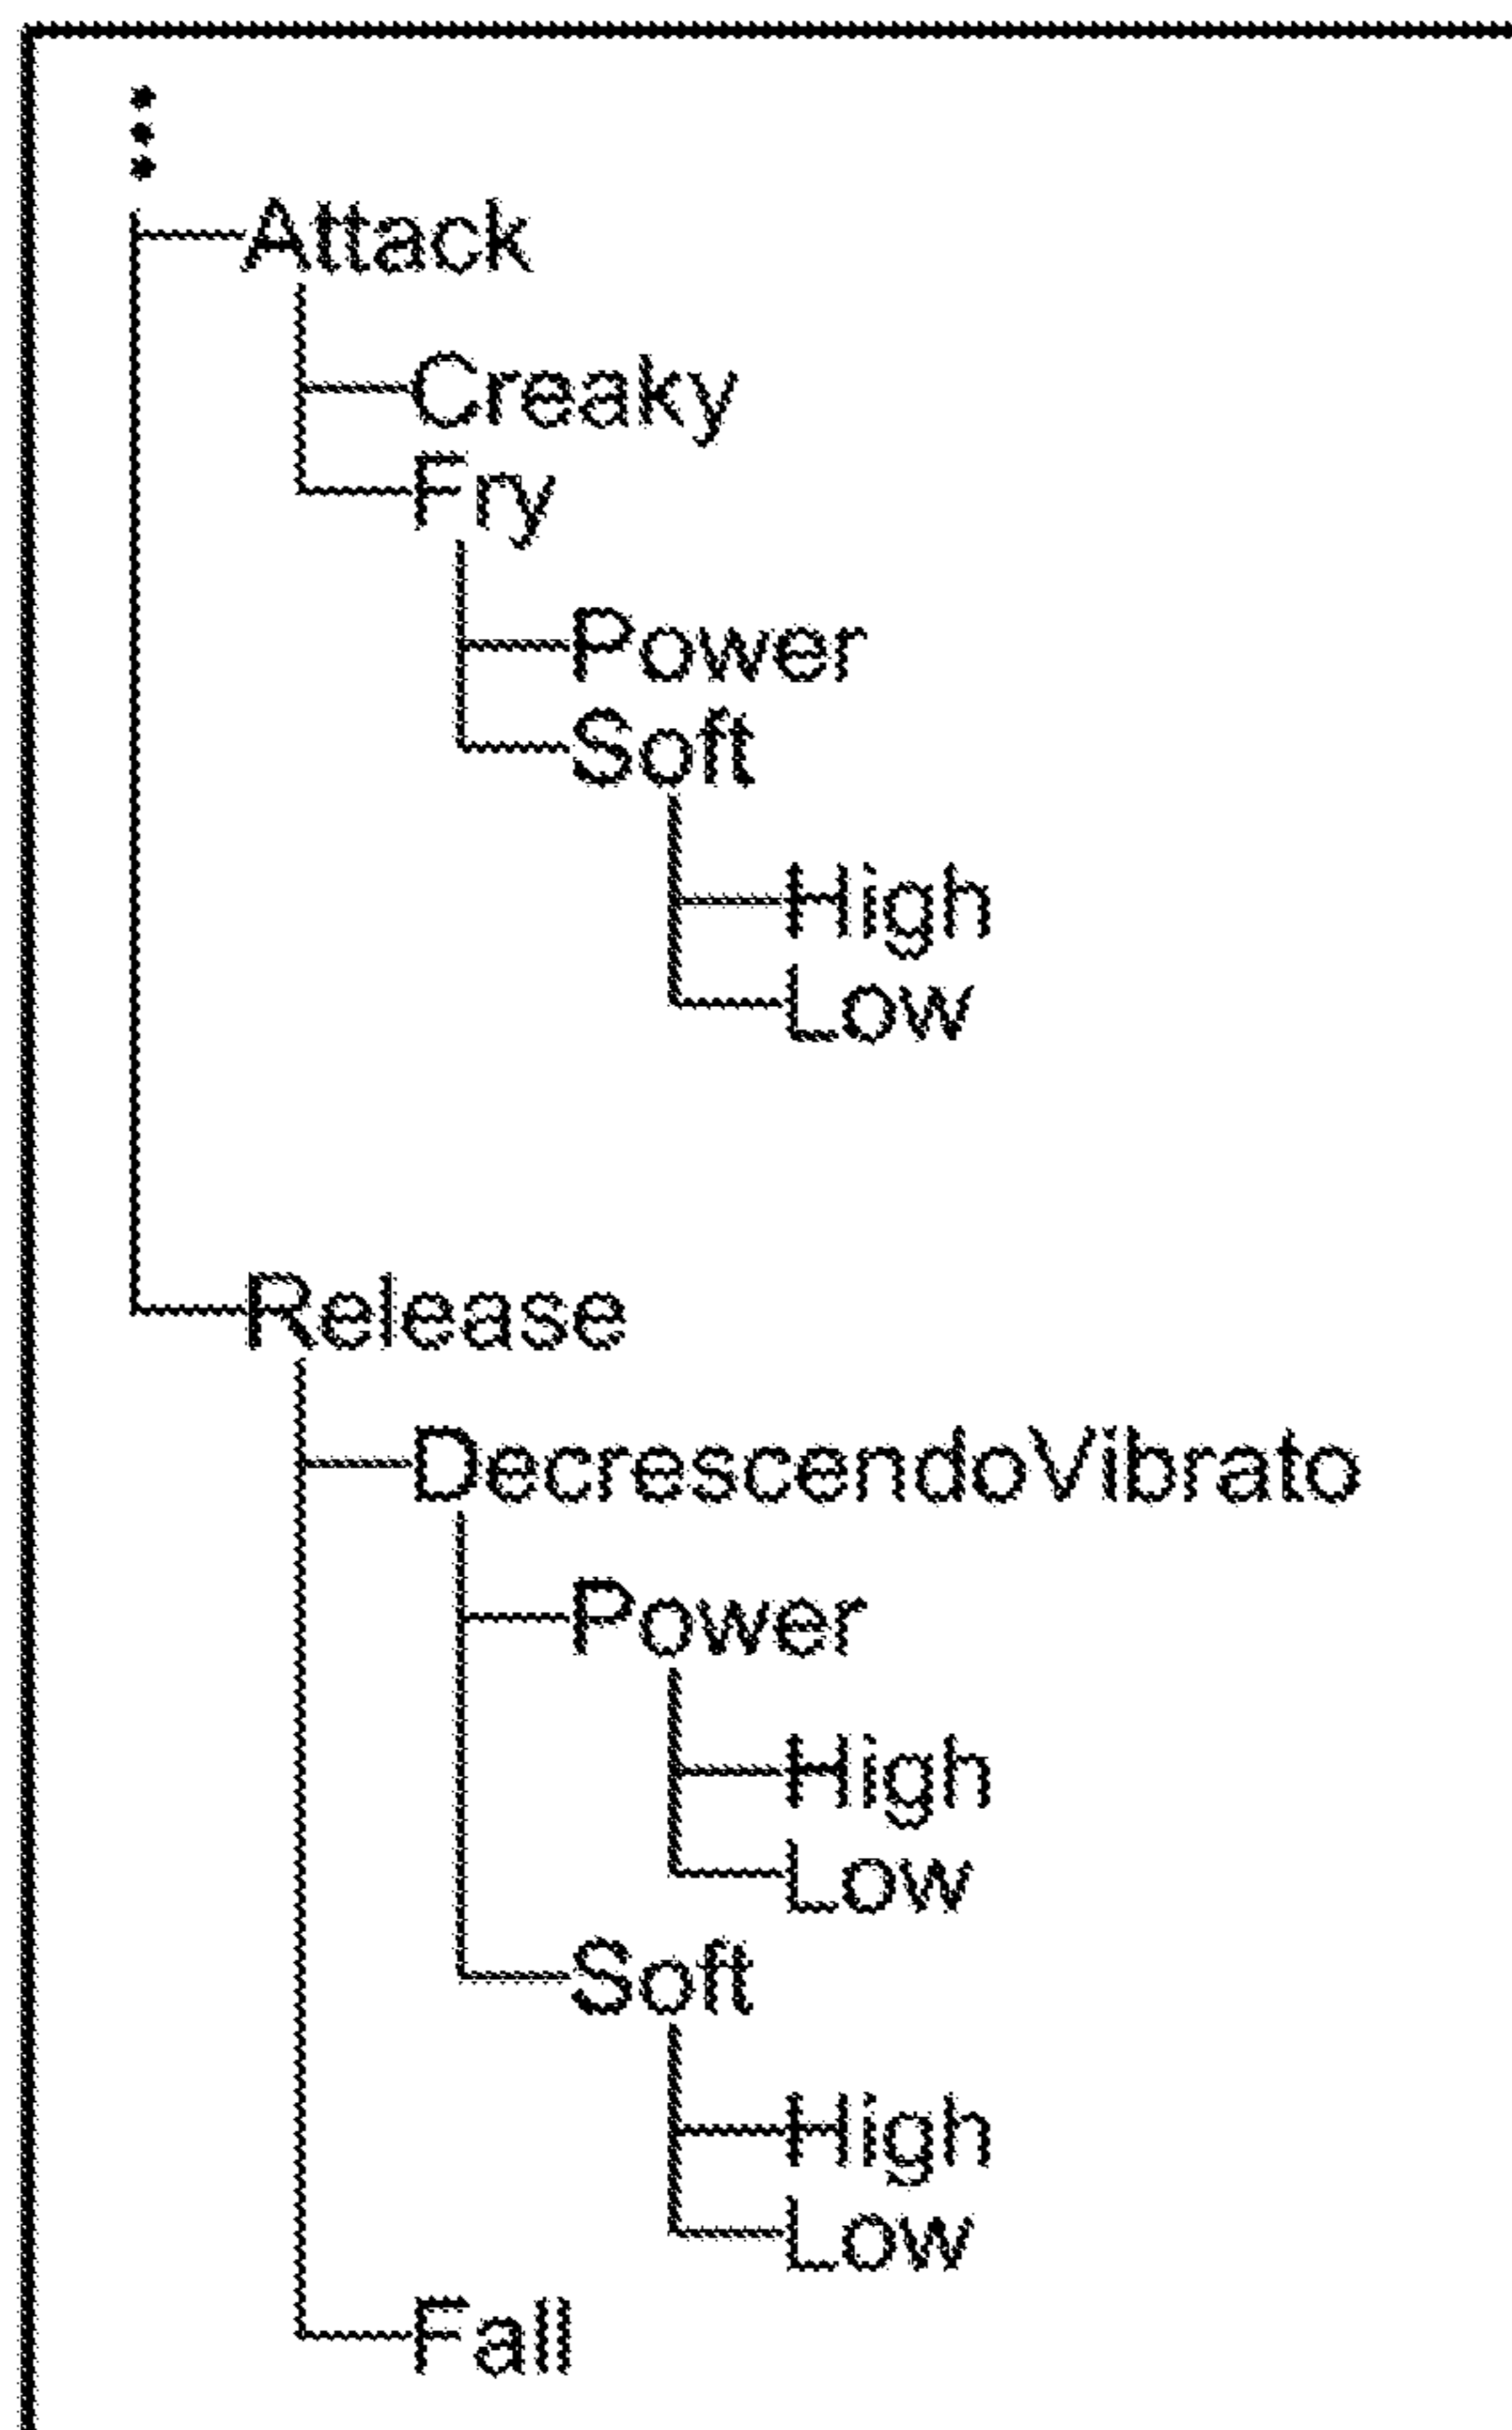 Attack
Creaky
Fry
Power
Soft
High
Low
Release
DecrescendoVibrato
Power
High
Low
Soft
High
Low
Fall